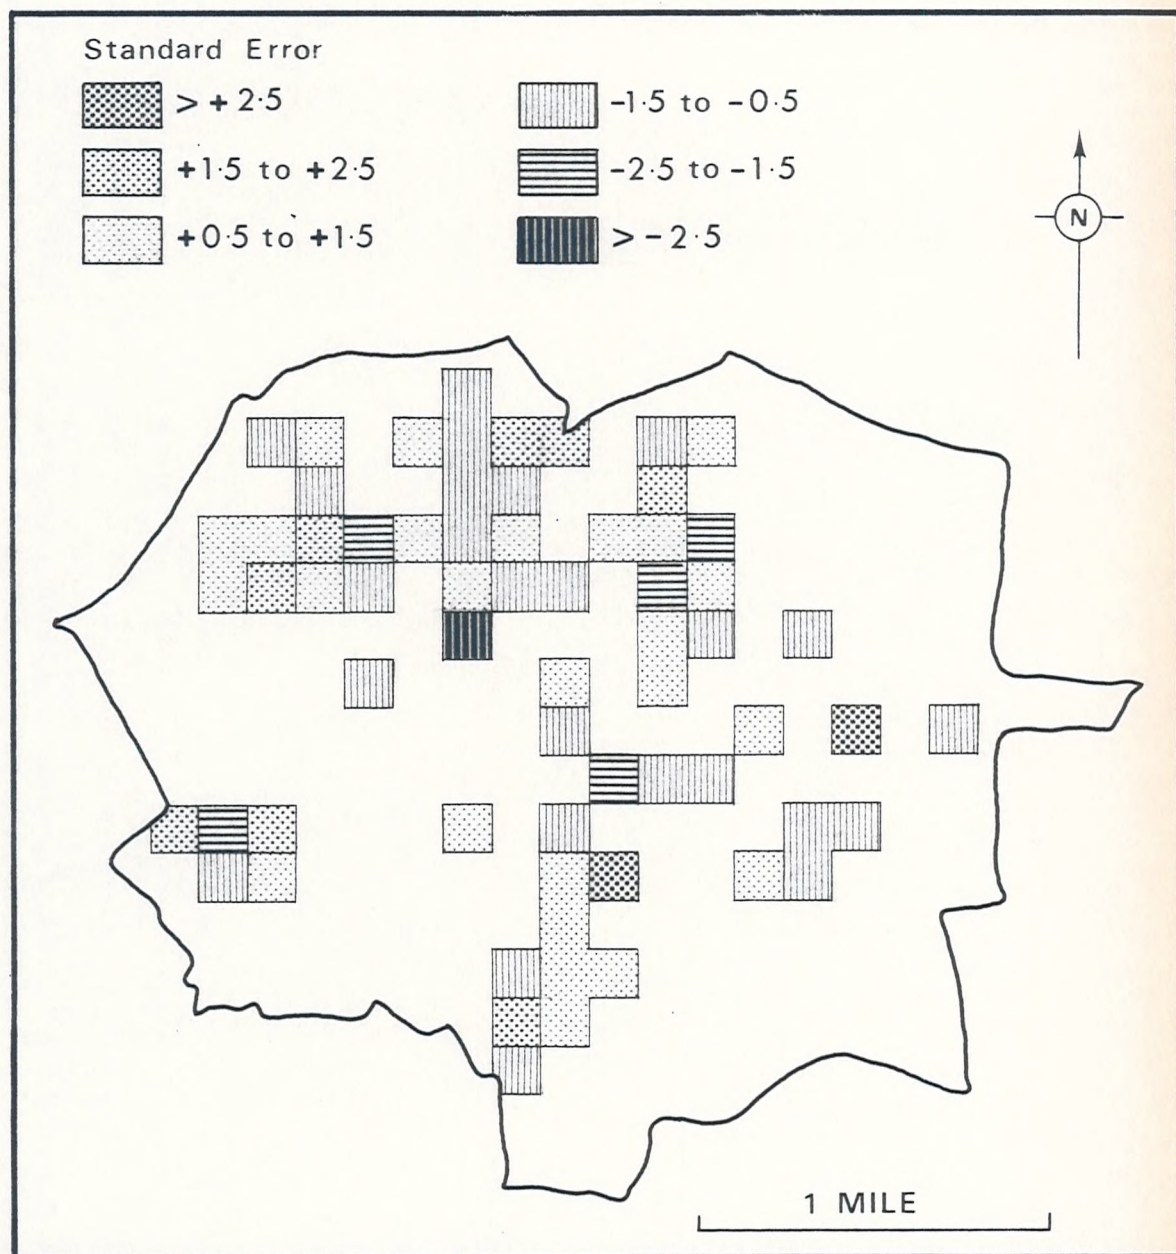 Standard Error
> + 2·5
+1·5 to +2·5
+0·5 to +1·5
-1·5 to -0·5
-2·5 to -1·5
> - 2·5
N
1 MILE